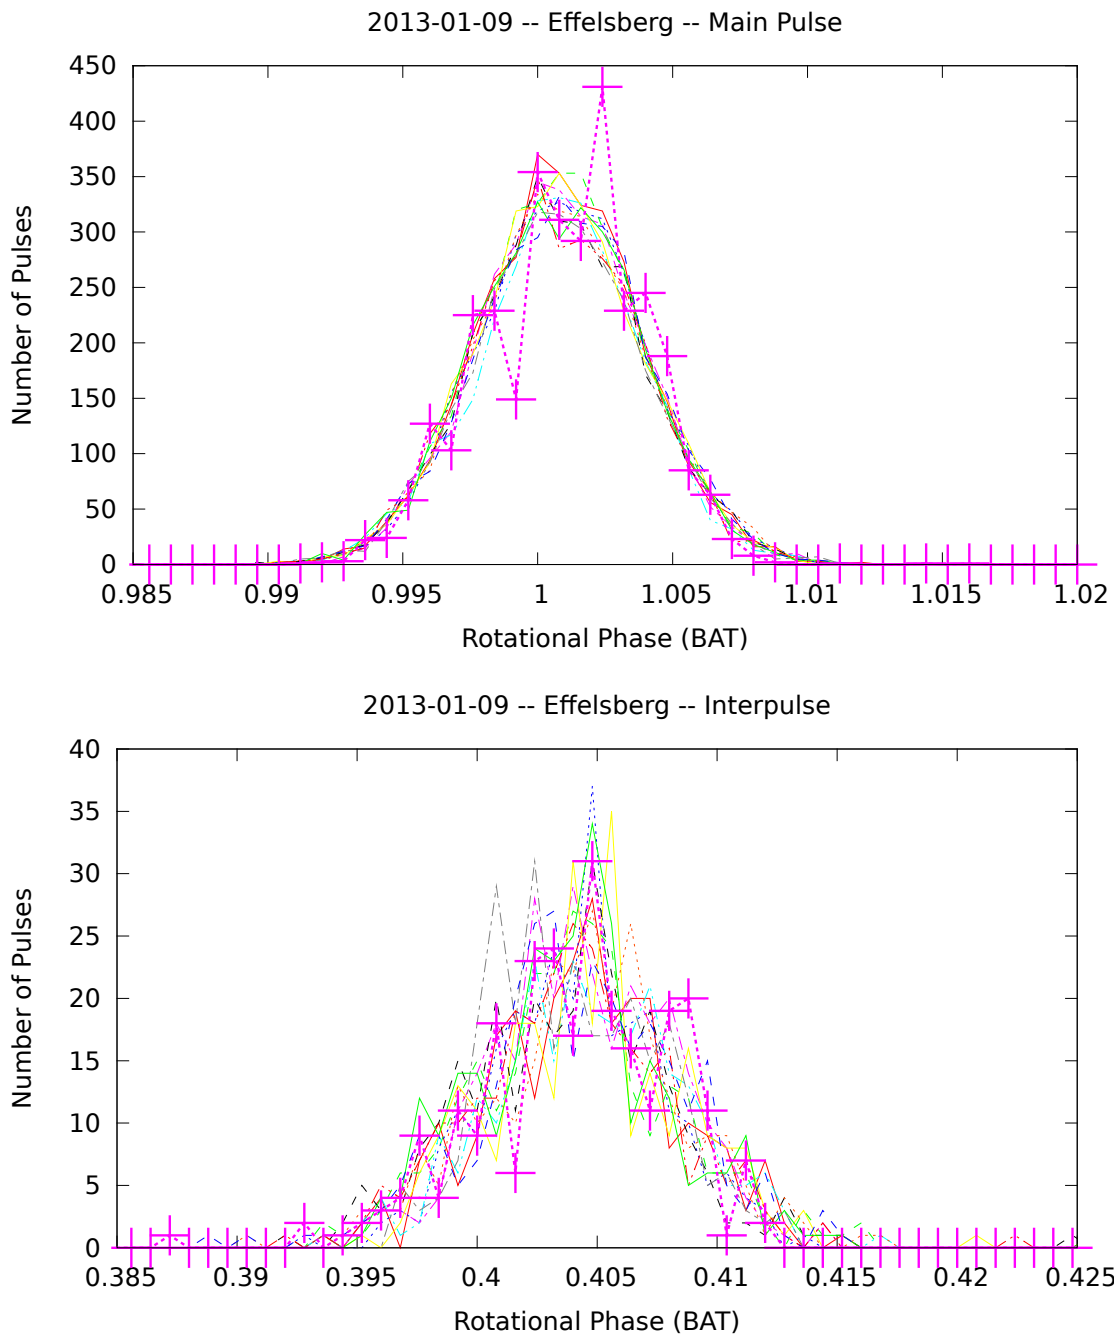 2013-01-09 -- Effelsberg -- Main Pulse
450
400
350
300
250
200
150
100
50
0
Number of Pulses
0.985 0.99 0.995 1 1.005 1.01 1.015 1.02
Rotational Phase (BAT)
2013-01-09 -- Effelsberg -- Interpulse
40
35
30
25
20
15
10
5
0
Number of Pulses
0.385 0.39 0.395 0.4 0.405 0.41 0.415 0.42 0.425
Rotational Phase (BAT)